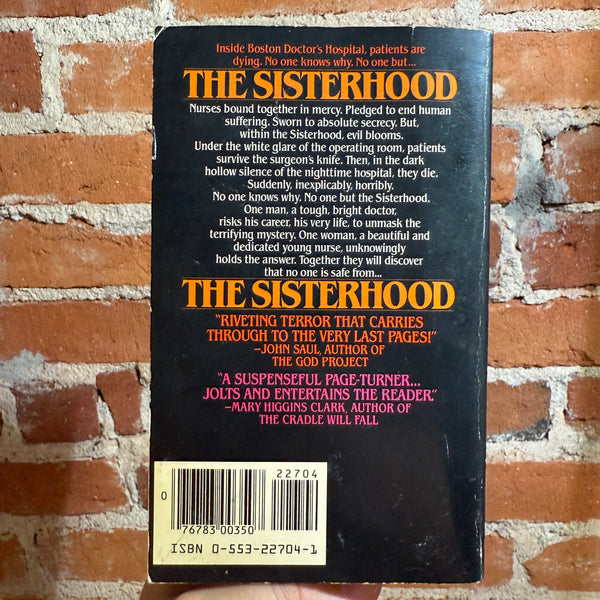 Inside Boston Doctor's Hospital, patients are
dying. No one knows why. No one but...
THE SISTERHOOD
Nurses bound together in mercy. Pledged to end human
suffering. Sworn to absolute secrecy. But,
within the Sisterhood, evil blooms.
Under the white glare of the operating room, patients
survive the surgeon's knife. Then, in the dark
hollow silence of the nighttime hospital, they die.
Suddenly, inexplicably, horribly.
No one knows why. No one but the Sisterhood.
One man, a tough, bright doctor,
risks his career, his very life, to unmask the
terrifying mystery. One woman, a beautiful and
dedicated young nurse, unknowingly
holds the answer. Together they will discover
that no one is safe from...
THE SISTERHOOD
"RIVETING TERROR THAT CARRIES
THROUGH TO THE VERY LAST PAGES!"
—JOHN SAUL, AUTHOR OF
THE GOD PROJECT
"A SUSPENSEFUL PAGE-TURNER...
JOLTS AND ENTERTAINS THE READER."
—MARY HIGGINS CLARK, AUTHOR OF
THE CRADLE WILL FALL
22704
0
76783 00350
ISBN 0-553-22704-1